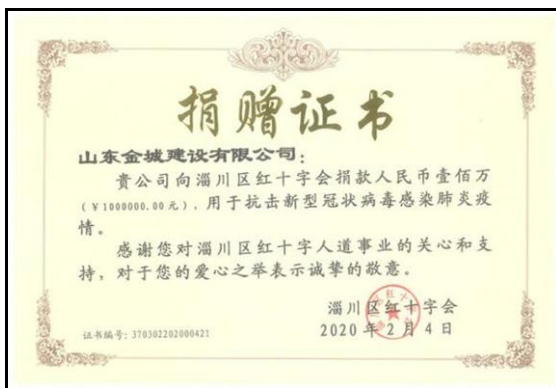 捐赠证书
山东金城建设有限公司：
贵公司向淄川区红十字会捐款人民币壹佰万
（￥1000000.00元），用于抗击新型冠状病毒感染肺炎疫
情。
感谢您对淄川区红十字人道事业的关心和支
持，对于您的爱心之举表示诚挚的敬意。
淄川区红十字会
2020年2月4日
证书编号：370302202000421